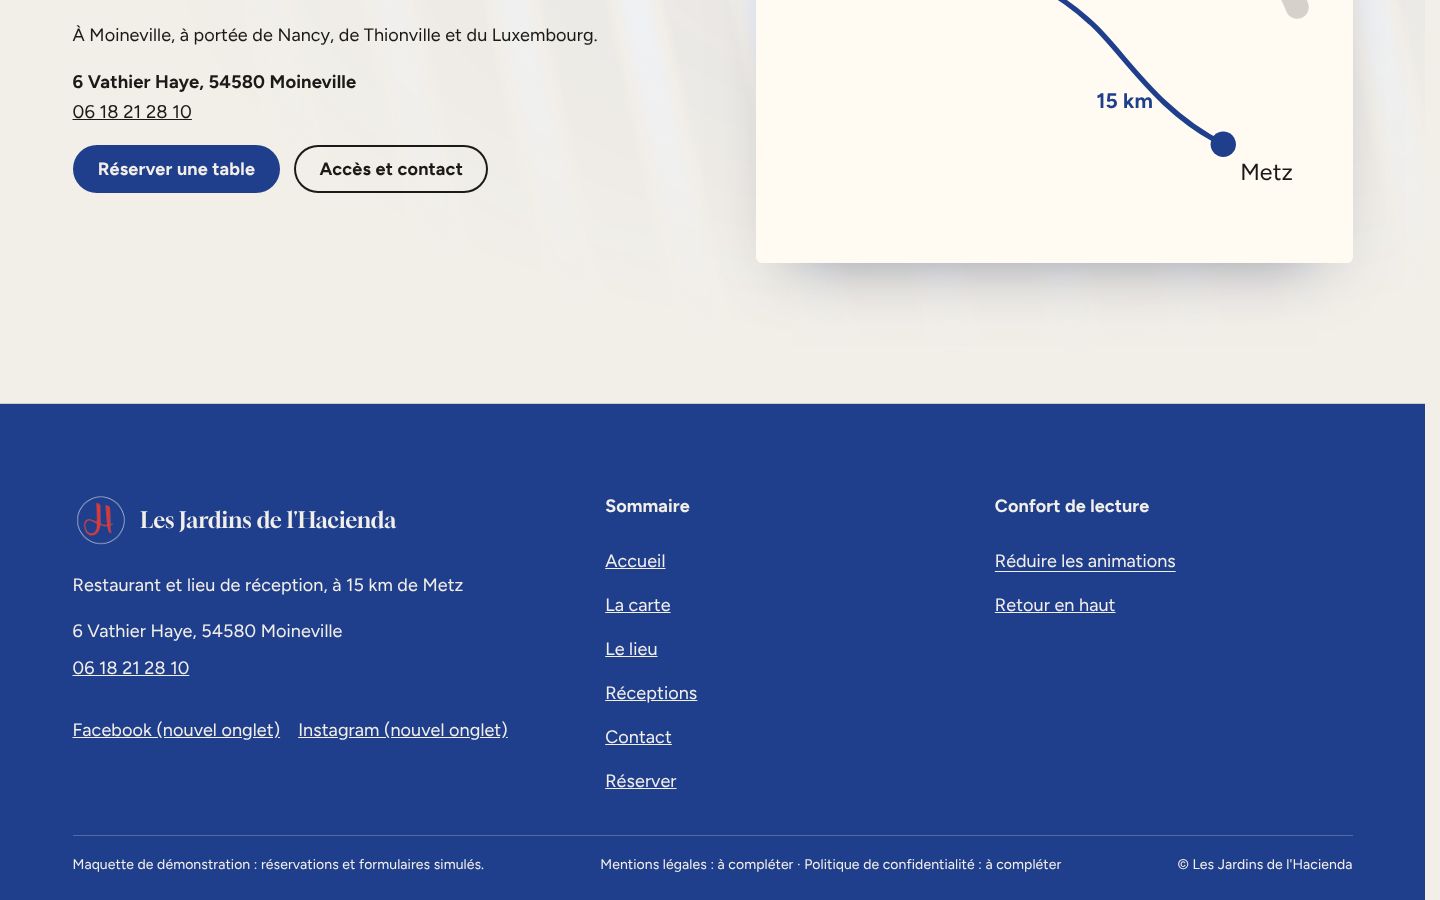 À Moineville, à portée de Nancy, de Thionville et du Luxembourg.
6 Vathier Haye, 54580 Moineville
06 18 21 28 10
Réserver une table
Accès et contact
15 km
Metz
Les Jardins de l'Hacienda
Restaurant et lieu de réception, à 15 km de Metz
6 Vathier Haye, 54580 Moineville
06 18 21 28 10
Facebook (nouvel onglet)
Instagram (nouvel onglet)
Sommaire
Accueil
La carte
Le lieu
Réceptions
Contact
Réserver
Confort de lecture
Réduire les animations
Retour en haut
Maquette de démonstration : réservations et formulaires simulés.
Mentions légales : à compléter · Politique de confidentialité : à compléter
© Les Jardins de l'Hacienda